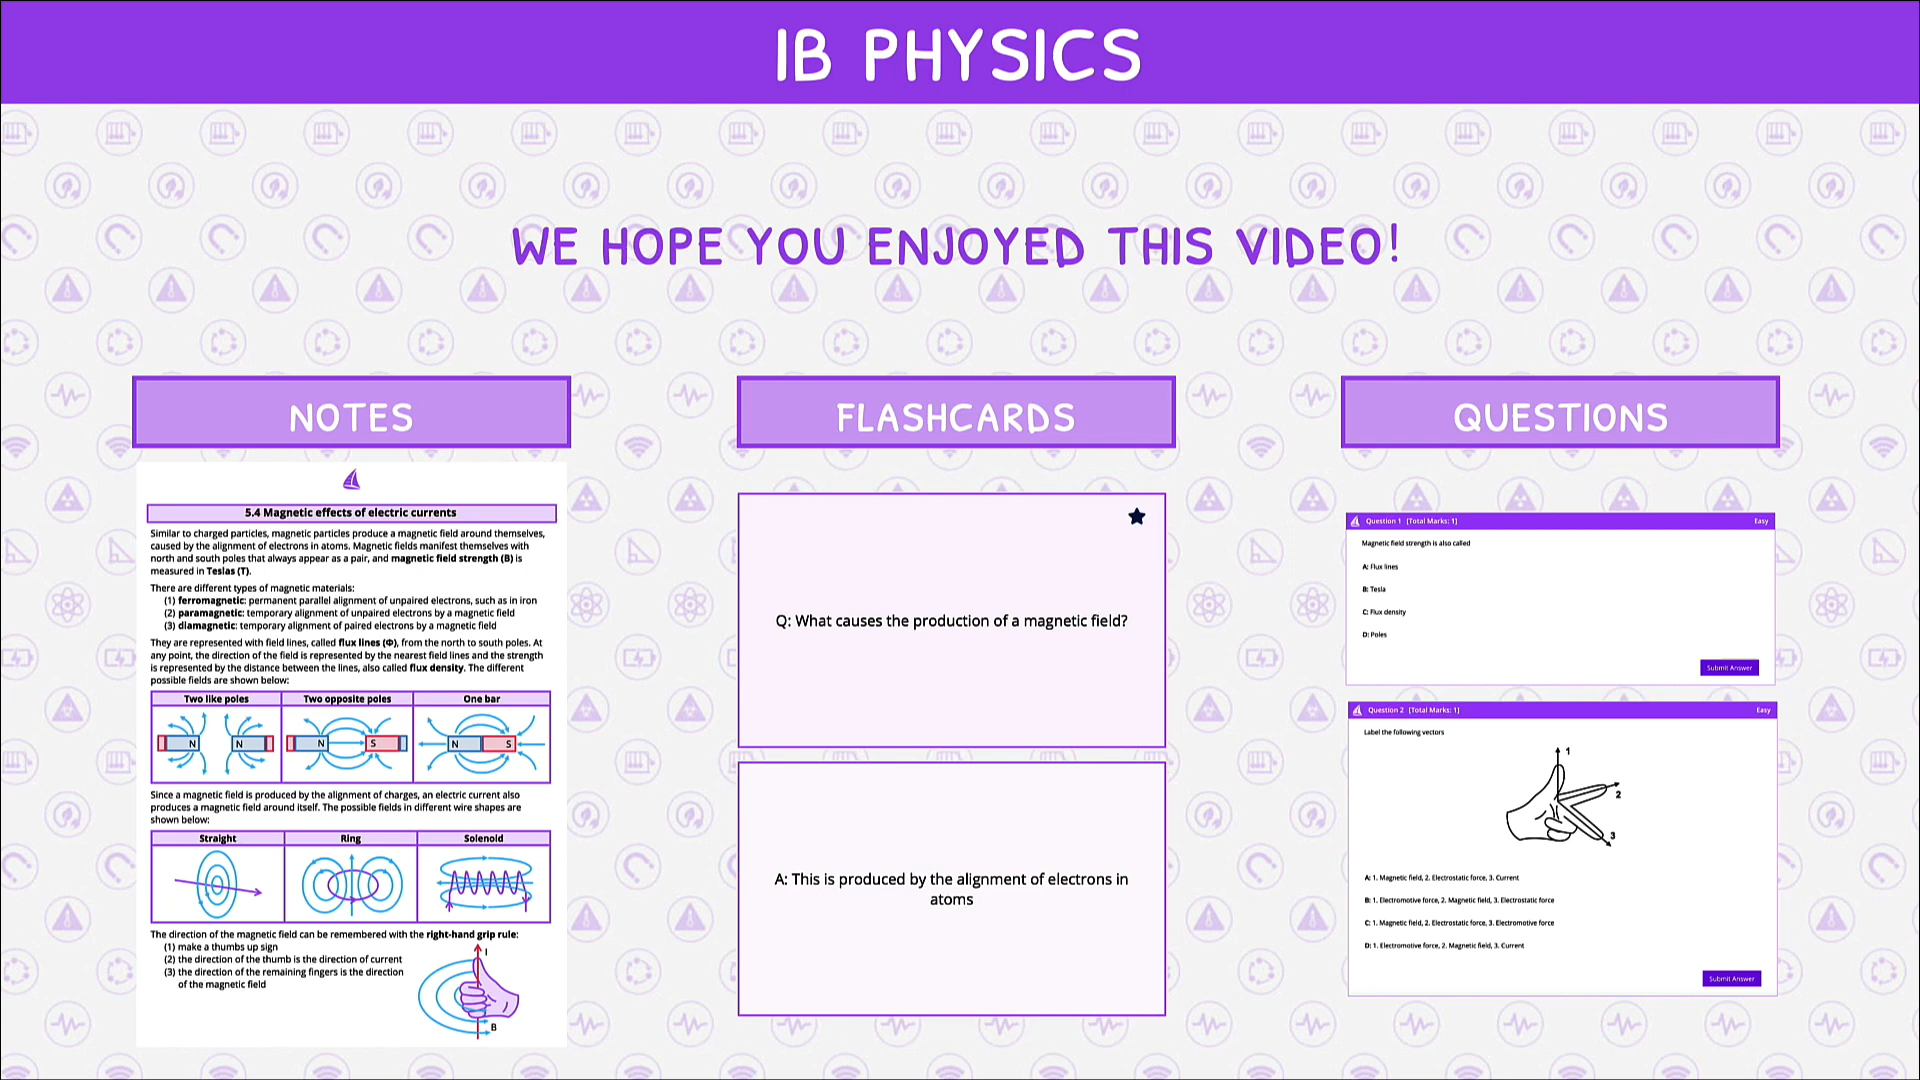 IB PHYSICS
WE HOPE YOU ENJOYED THIS VIDEO!
NOTES
5.4 Magnetic effects of electric currents
Similar to charged particles, magnetic particles produce a magnetic field around themselves,
caused by the alignment of electrons in atoms. Magnetic fields manifest themselves with
north and south poles that always appear as a pair, and magnetic field strength (B) is
measured in Teslas (T).
There are different types of magnetic materials:
(1) ferromagnetic: permanent parallel alignment of unpaired electrons, such as in iron
(2) paramagnetic: temporary alignment of unpaired electrons by a magnetic field
(3) diamagnetic: temporary alignment of paired electrons by a magnetic field
They are represented with field lines, called flux lines (Φ), from the north to south poles. At
any point, the direction of the field is represented by the nearest field lines and the strength
is represented by the distance between the lines, also called flux density. The different
possible fields are shown below:
Two like poles Two opposite poles One bar
N N N S N S
Since a magnetic field is produced by the alignment of charges, an electric current also
produces a magnetic field around itself. The possible fields in different wire shapes are
shown below:
Straight Ring Solenoid
The direction of the magnetic field can be remembered with the right-hand grip rule:
(1) make a thumbs up sign
(2) the direction of the thumb is the direction of current
(3) the direction of the remaining fingers is the direction
of the magnetic field
I
B
FLASHCARDS
Q: What causes the production of a magnetic field?
A: This is produced by the alignment of electrons in
atoms
QUESTIONS
Question 1 [Total Marks: 1] Easy
Magnetic field strength is also called
A: Flux lines
B: Tesla
C: Flux density
D: Poles
Submit Answer
Question 2 [Total Marks: 1] Easy
Label the following vectors
1
2
3
A: 1. Magnetic field, 2. Electrostatic force, 3. Current
B: 1. Electromotive force, 2. Magnetic field, 3. Electrostatic force
C: 1. Magnetic field, 2. Electrostatic force, 3. Electromotive force
D: 1. Electromotive force, 2. Magnetic field, 3. Current
Submit Answer